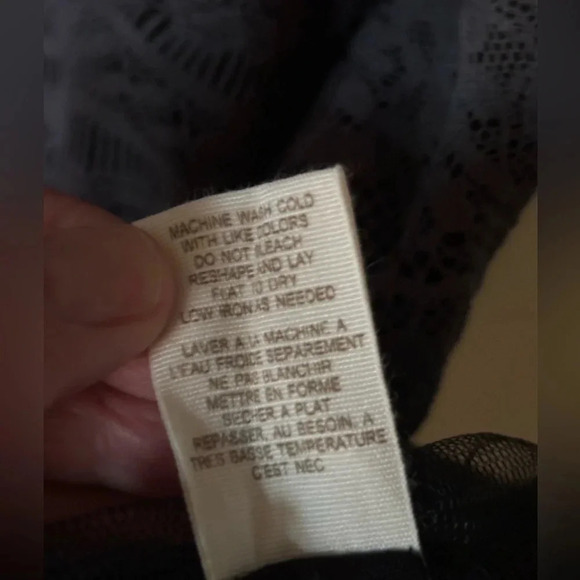 MACHINE WASH COLD
WITH LIKE COLORS
DO NOT BLEACH
RESHAPE AND LAY
FLAT TO DRY
LOW IRON AS NEEDED
LAVER A LA MACHINE A
L'EAU FROIDE SEPAREMENT
NE PAS BLANCHIR
METTRE EN FORME
SECHER A PLAT
REPASSER, AU BESOIN, A
TRES BASSE TEMPERATURE
C'EST NEC